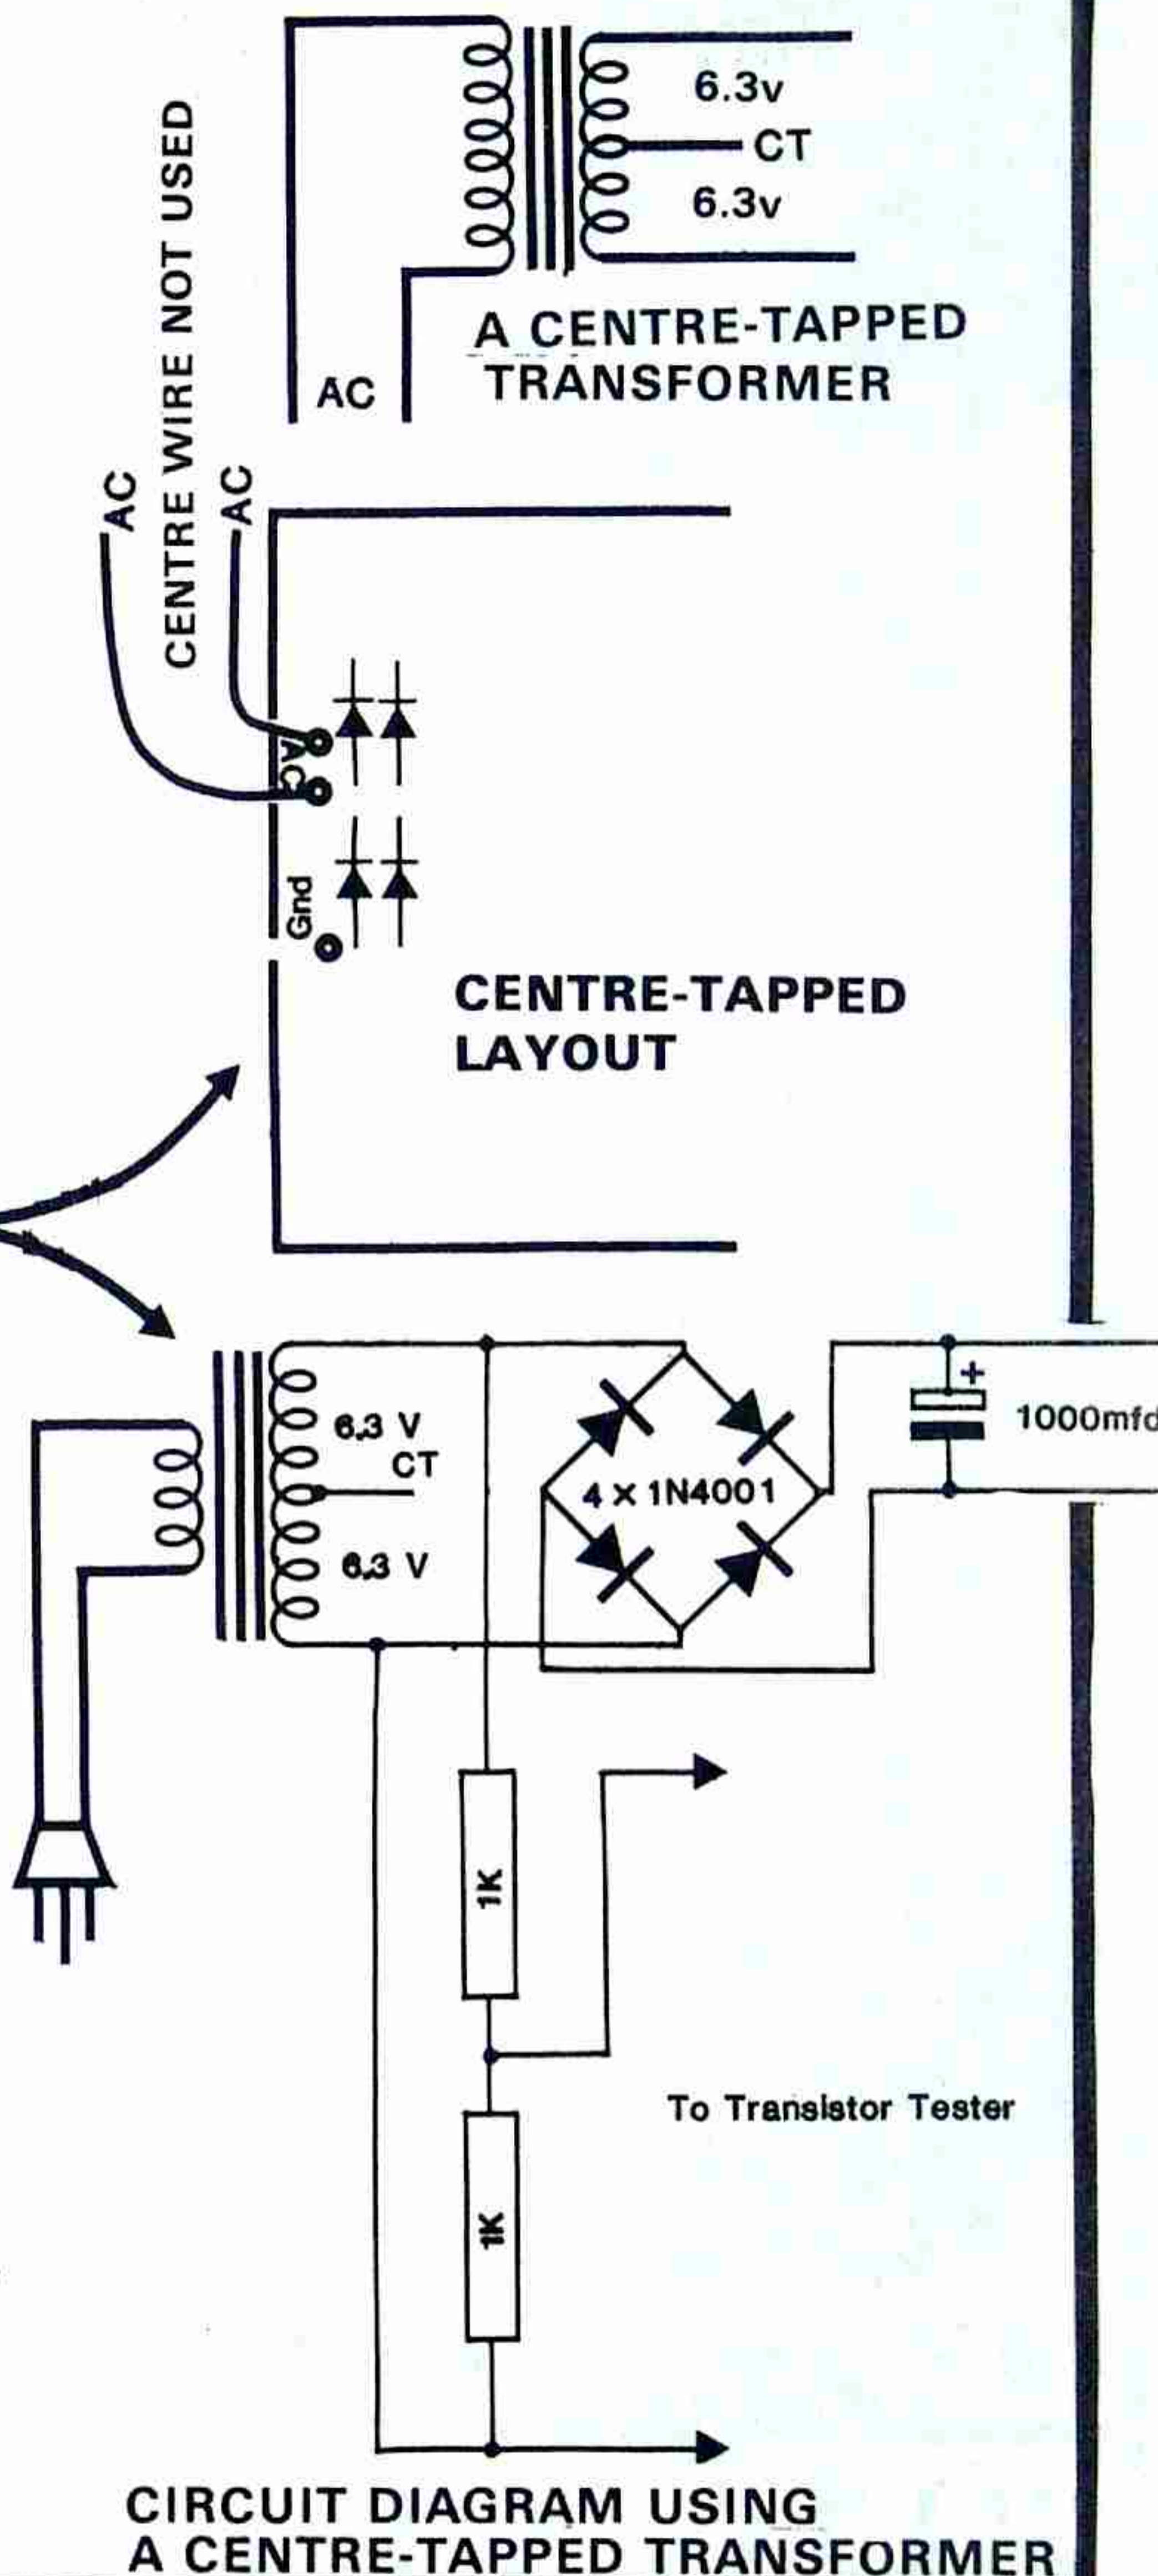 6.3v
CT
6.3v
A CENTRE-TAPPED
TRANSFORMER
AC
AC
CENTRE WIRE NOT USED
AC
AC
Gnd
CENTRE-TAPPED
LAYOUT
6.3 V
CT
6.3 V
4 × 1N4001
+
1000mfd
1K
1K
To Transistor Tester
CIRCUIT DIAGRAM USING
A CENTRE-TAPPED TRANSFORMER